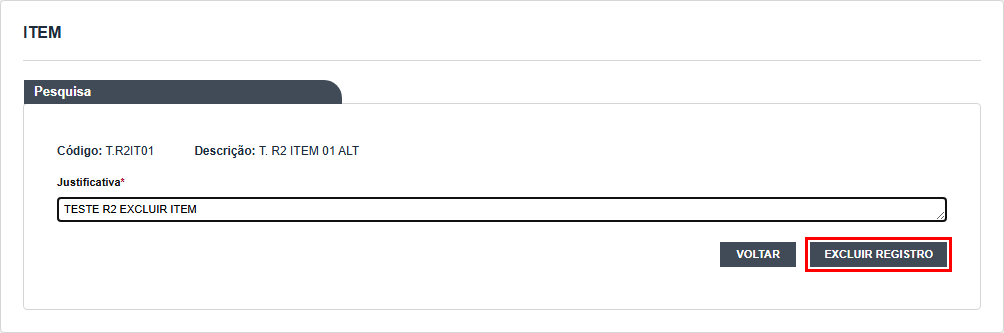 ITEM
Pesquisa
Código: T.R2IT01 Descrição: T. R2 ITEM 01 ALT
Justificativa*
TESTE R2 EXCLUIR ITEM
VOLTAR EXCLUIR REGISTRO